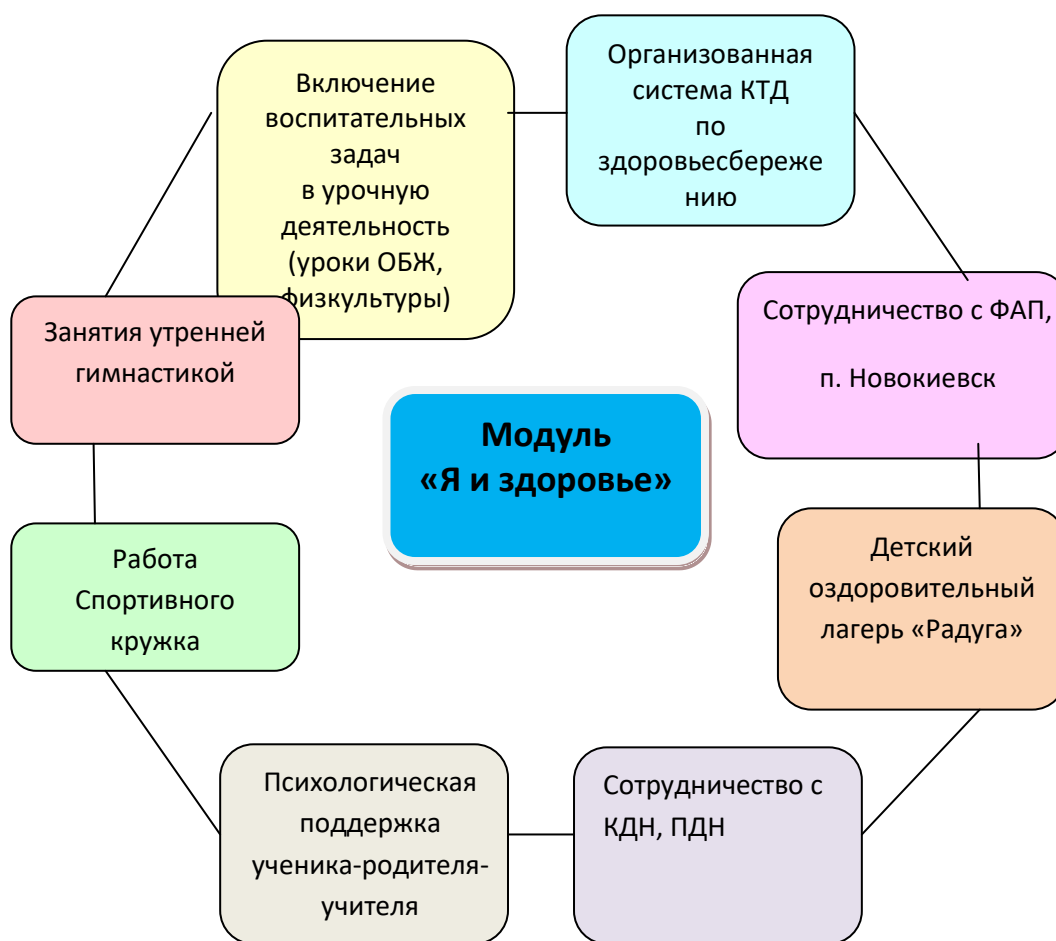 Включение
воспитательных
задач
в урочную
деятельность
(уроки ОБЖ,
физкультуры)
Организованная
система КТД
по
здоровьесбереже
нию
Занятия утренней
гимнастикой
Сотрудничество с ФАП,
п. Новокиевск
Модуль
«Я и здоровье»
Работа
Спортивного
кружка
Детский
оздоровительный
лагерь «Радуга»
Психологическая
поддержка
ученика-родителя-
учителя
Сотрудничество с
КДН, ПДН